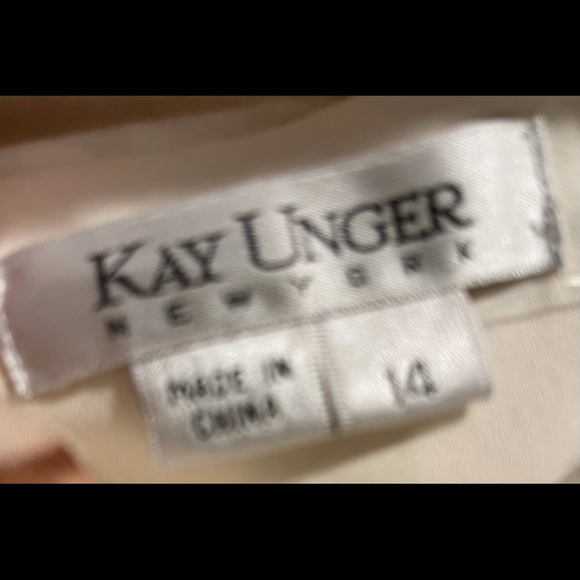 KAY UNGER
NEW YORK
MADE IN
CHINA
14